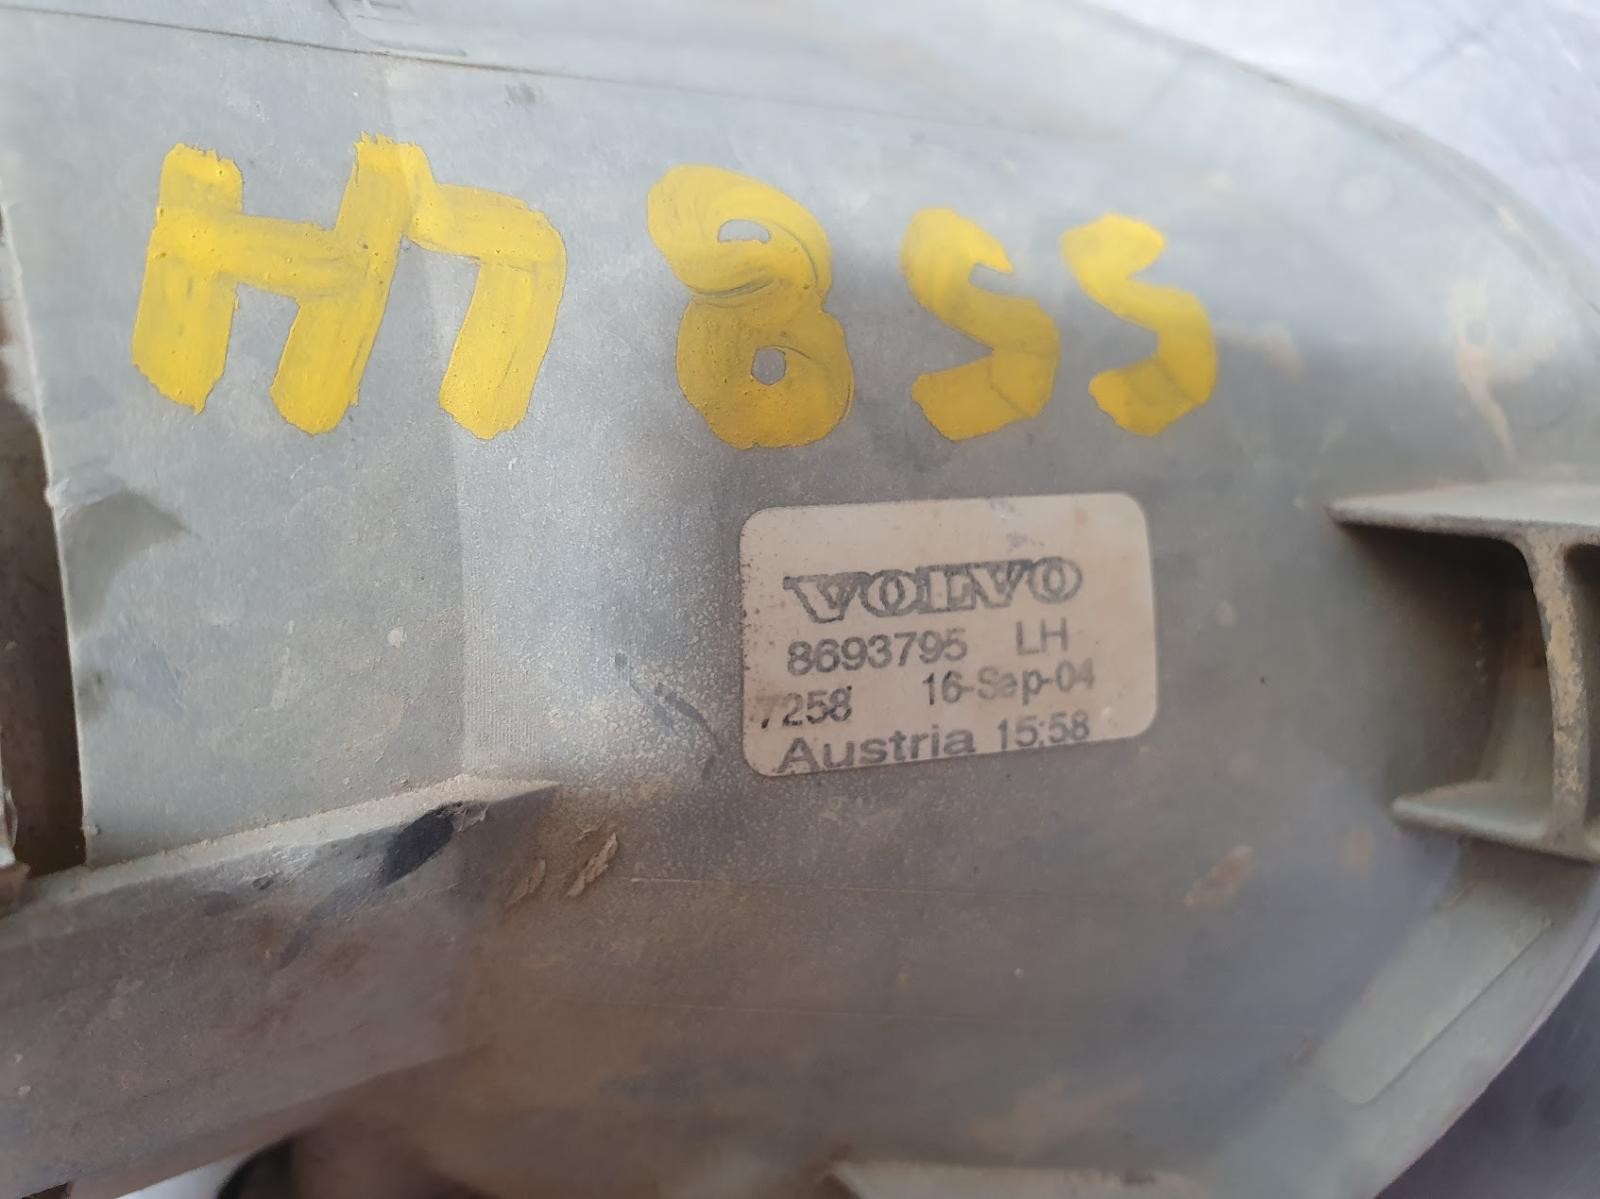 H7 855
VOLVO
8693795 LH
7258 16-Sep-04
Austria 15:58